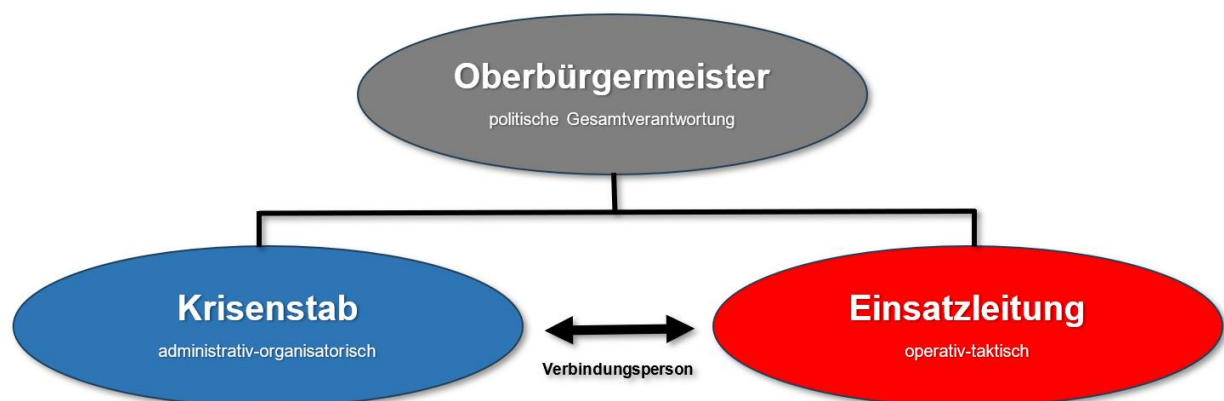 Oberbürgermeister
politische Gesamtverantwortung
Krisenstab
administrativ-organisatorisch
Verbindungsperson
Einsatzleitung
operativ-taktisch